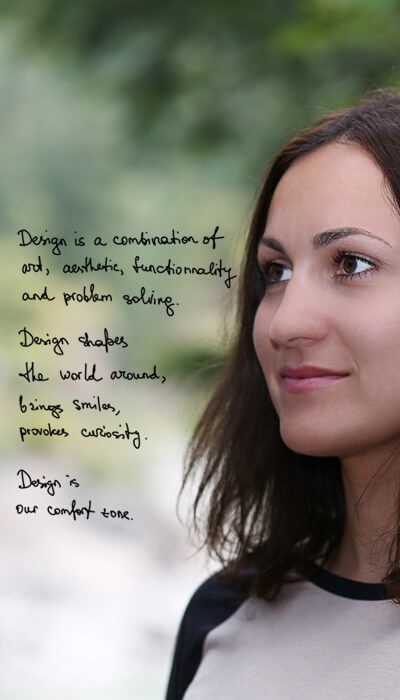 Design is a combination of
art, aesthetic, functionnality
and problem solving.
Design shapes
the world around,
brings smiles,
provokes curiosity.
Design is
our comfort zone.